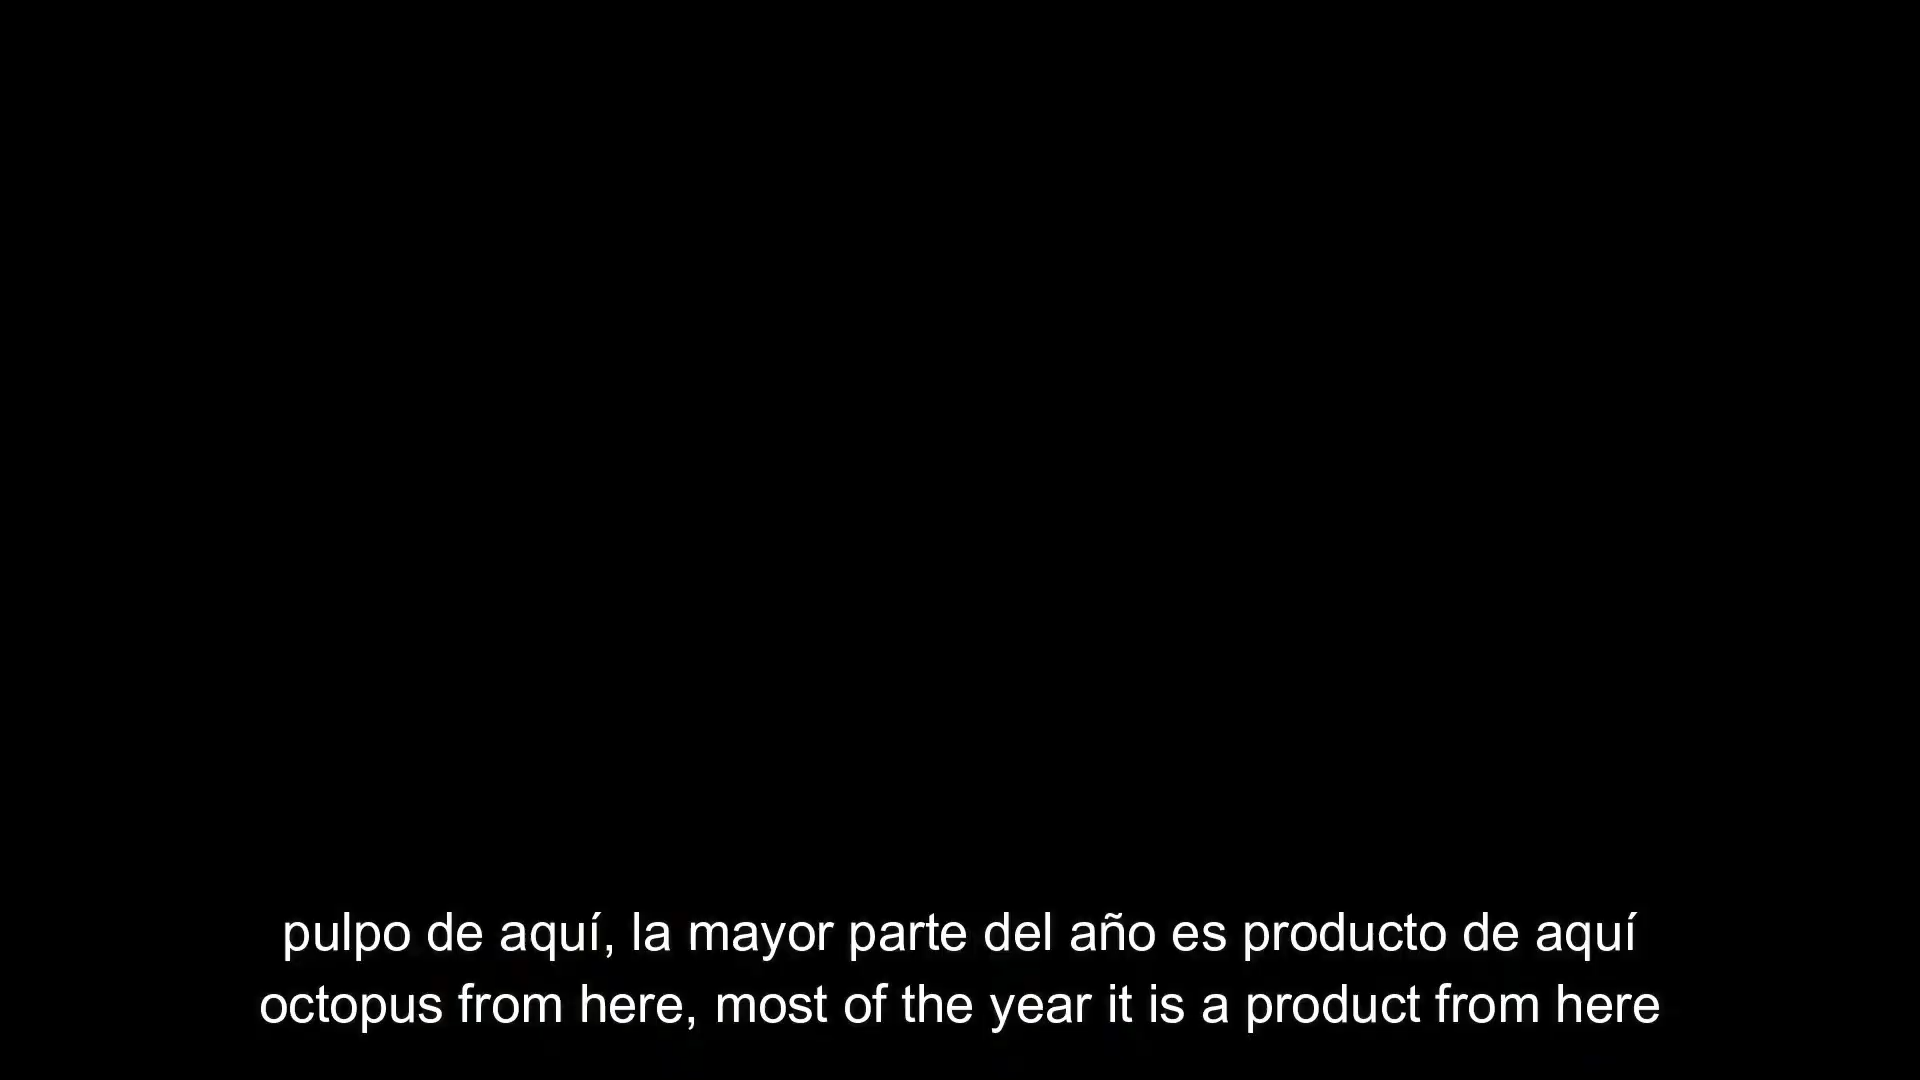 pulpo de aquí, la mayor parte del año es producto de aquí
octopus from here, most of the year it is a product from here